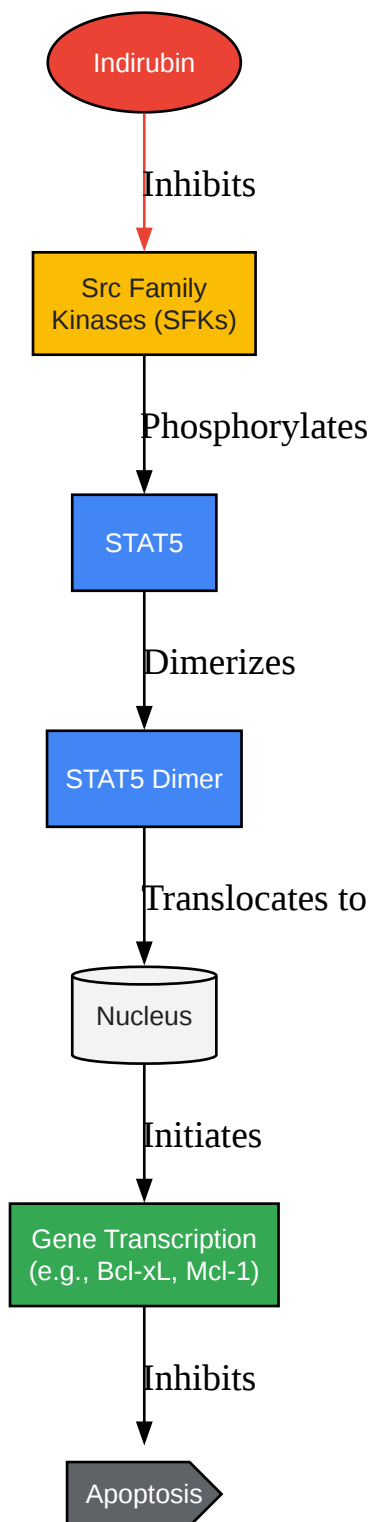 Indirubin
Inhibits
Src Family
Kinases (SFKs)
Phosphorylates
STAT5
Dimerizes
STAT5 Dimer
Translocates to
Nucleus
Initiates
Gene Transcription
(e.g., Bcl-xL, Mcl-1)
Inhibits
Apoptosis